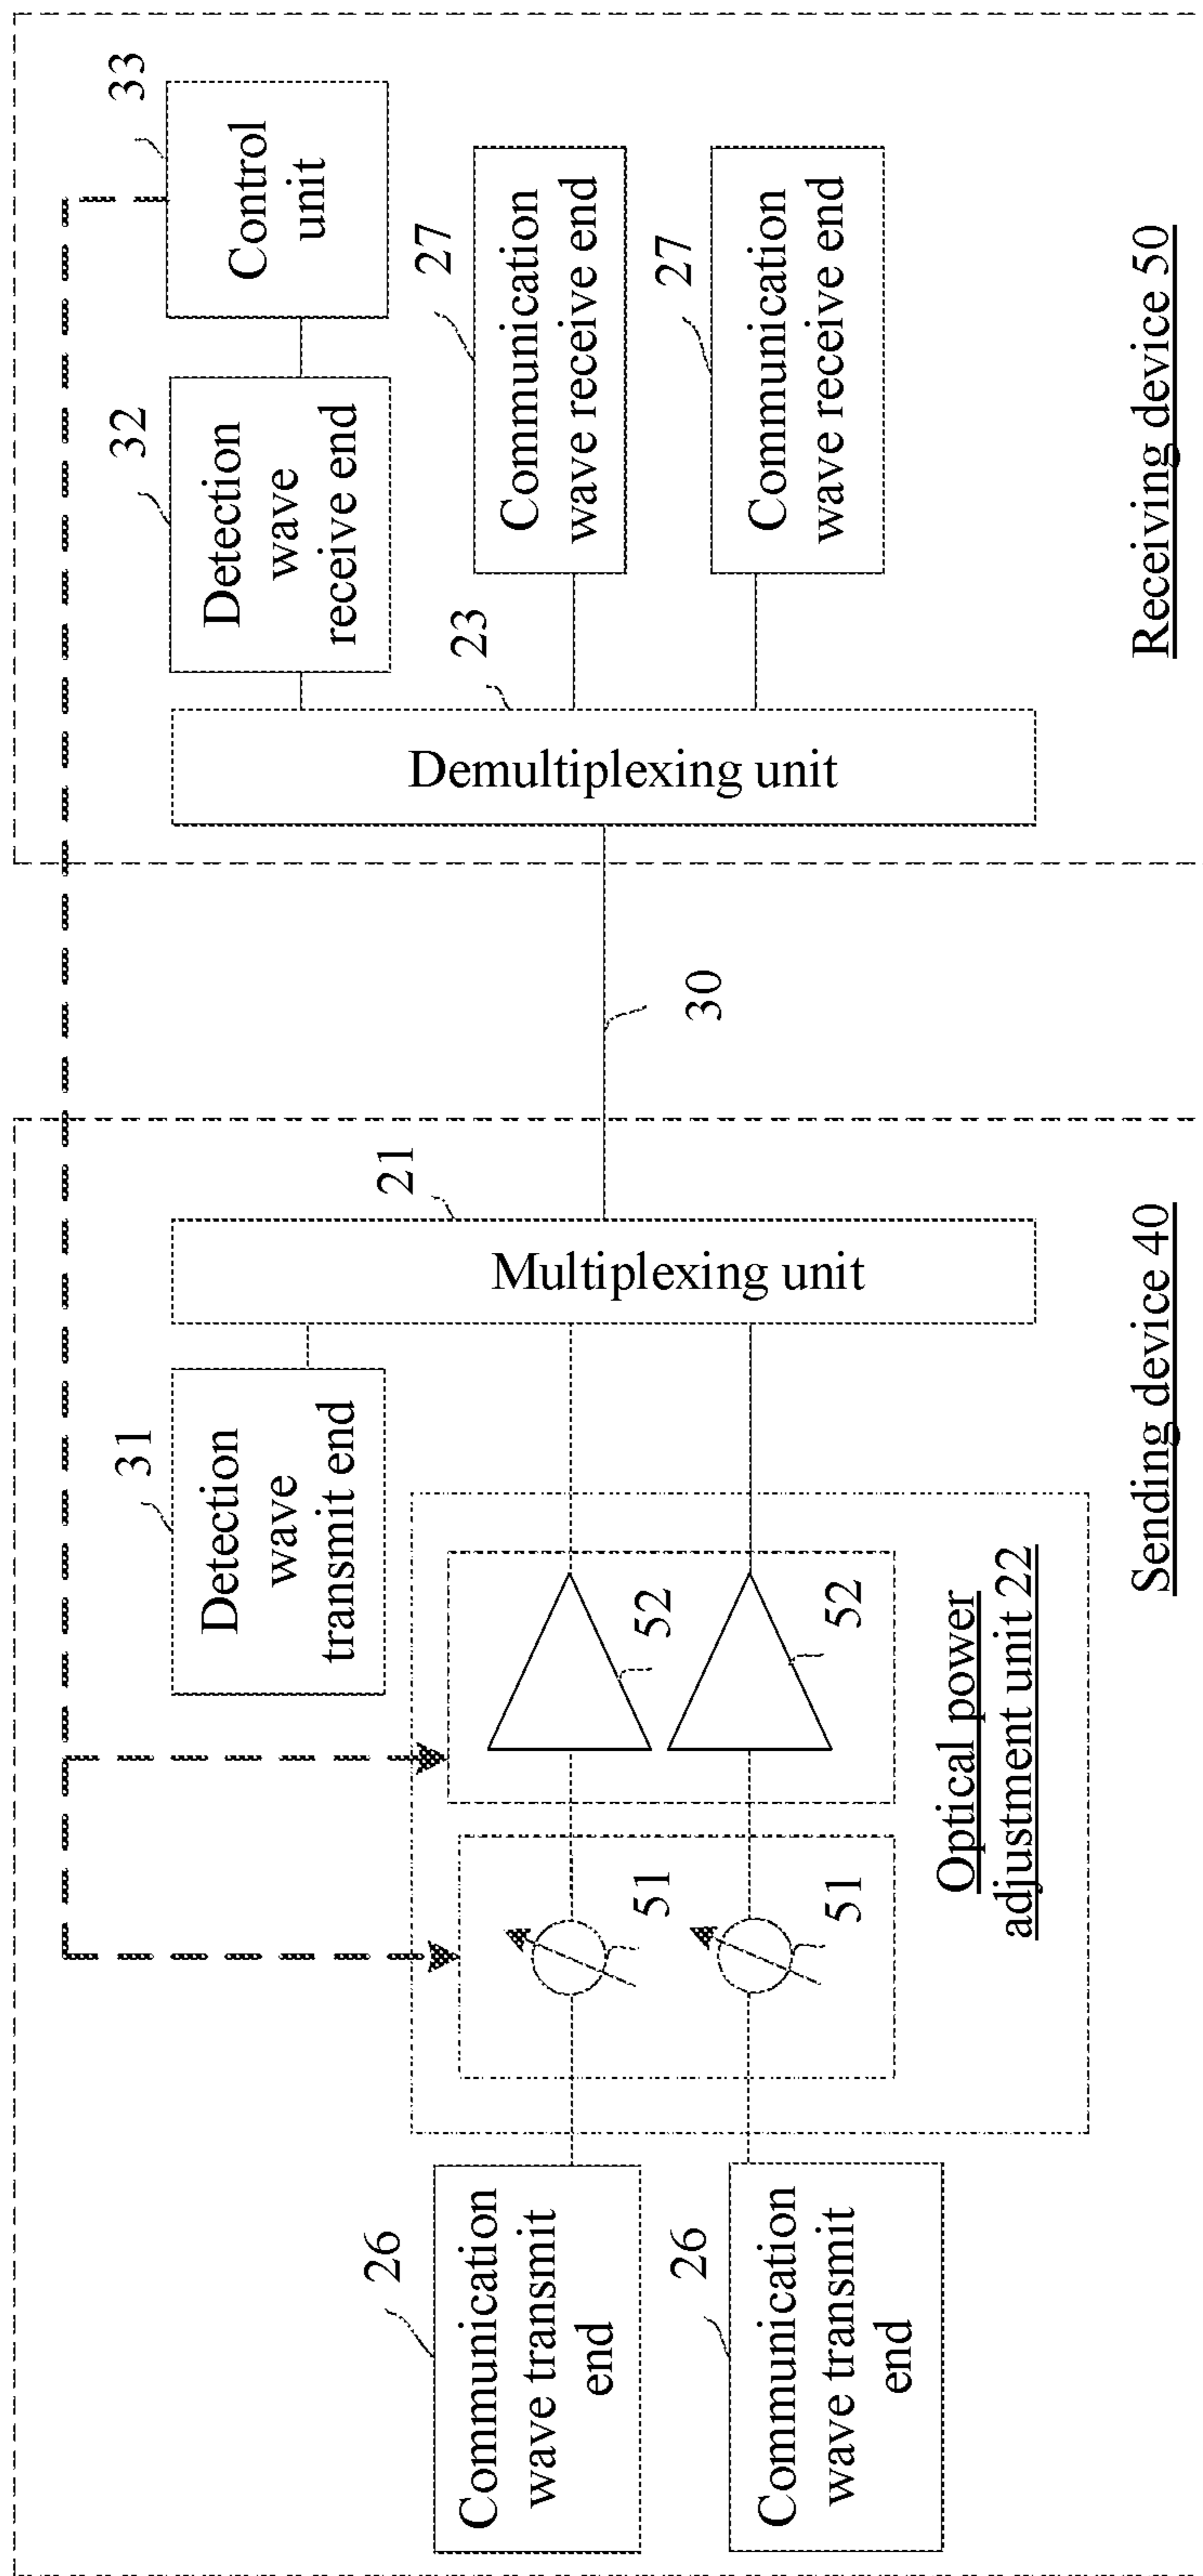 Communication
wave transmit
end
26
Communication
wave transmit
end
26
51
51
52
52
Optical power
adjustment unit 22
Detection
wave
transmit end
31
Multiplexing unit
21
Sending device 40
30
Demultiplexing unit
23
Detection
wave
receive end
32
Control
unit
33
Communication
wave receive end
27
Communication
wave receive end
27
Receiving device 50